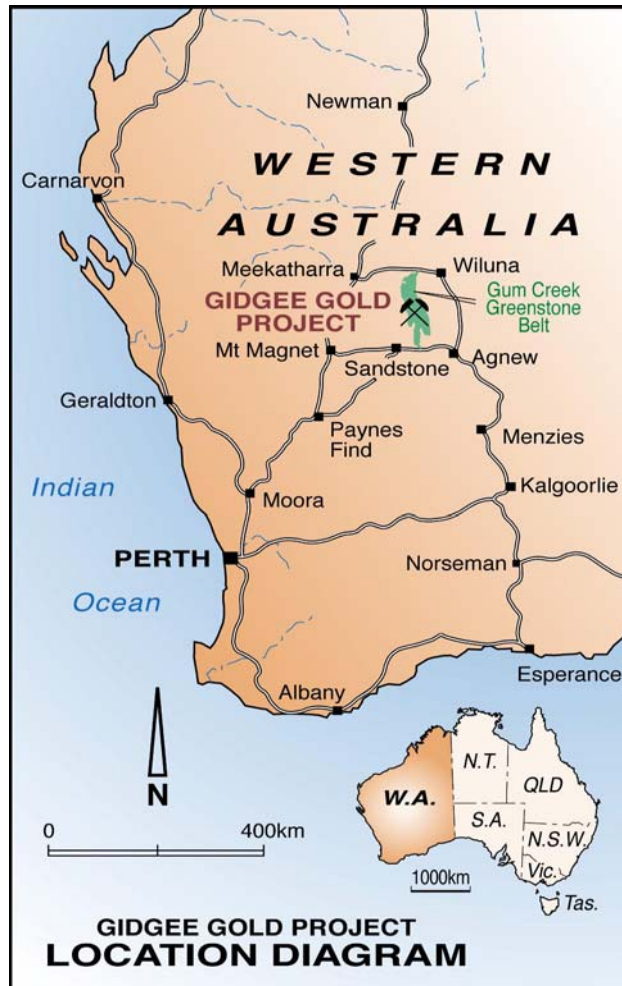 Newman
WESTERN
AUSTRALIA
Carnarvon
Meekatharra
Wiluna
GIDGEE GOLD
PROJECT
Gum Creek
Greenstone
Belt
Mt Magnet
Sandstone
Agnew
Geraldton
Paynes
Find
Menzies
Indian
Moora
Kalgoorlie
PERTH
Norseman
Ocean
Esperance
Albany
N
0 400km
N.T.
QLD
W.A.
S.A.
N.S.W.
Vic.
Tas.
1000km
GIDGEE GOLD PROJECT
LOCATION DIAGRAM